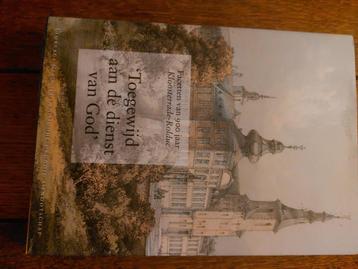 Facetten van 900 jaar
Kloosterrade-Rolduc
'Toegewijd
aan de dienst
van God'